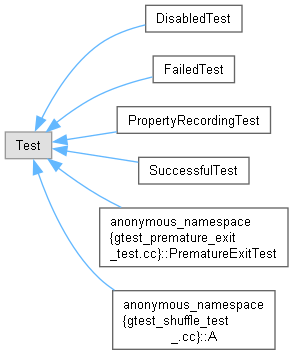 DisabledTest
FailedTest
PropertyRecordingTest
Test
SuccessfulTest
anonymous_namespace
{gtest_premature_exit
_test.cc}::PrematureExitTest
anonymous_namespace
{gtest_shuffle_test
_.cc}::A